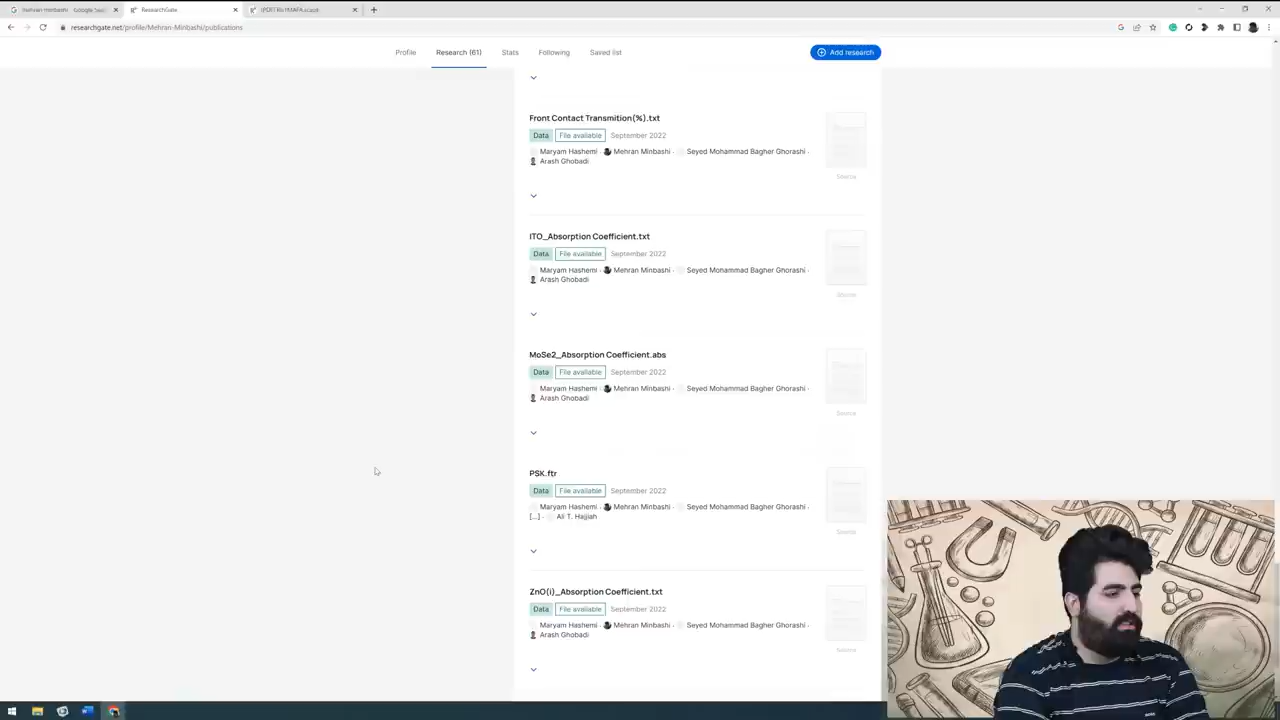 ResearchGate
researchgate.net/profile/Mehran-Minbashi/publications
Profile
Research (61)
Stats
Following
Saved list
Add research
Front Contact Transmition(%).txt
Data
File available
September 2022
Maryam Hashemi · Mehran Minbashi · Seyed Mohammad Bagher Ghorashi ·
Arash Ghobadi
Source
ITO_Absorption Coefficient.txt
Data
File available
September 2022
Maryam Hashemi · Mehran Minbashi · Seyed Mohammad Bagher Ghorashi ·
Arash Ghobadi
Source
MoSe2_Absorption Coefficient.abs
Data
File available
September 2022
Maryam Hashemi · Mehran Minbashi · Seyed Mohammad Bagher Ghorashi ·
Arash Ghobadi
Source
PSK.ftr
Data
File available
September 2022
Maryam Hashemi · Mehran Minbashi · Seyed Mohammad Bagher Ghorashi ·
[...] · Ali T. Hajjiah
Source
ZnO(i)_Absorption Coefficient.txt
Data
File available
September 2022
Maryam Hashemi · Mehran Minbashi · Seyed Mohammad Bagher Ghorashi ·
Arash Ghobadi
Source